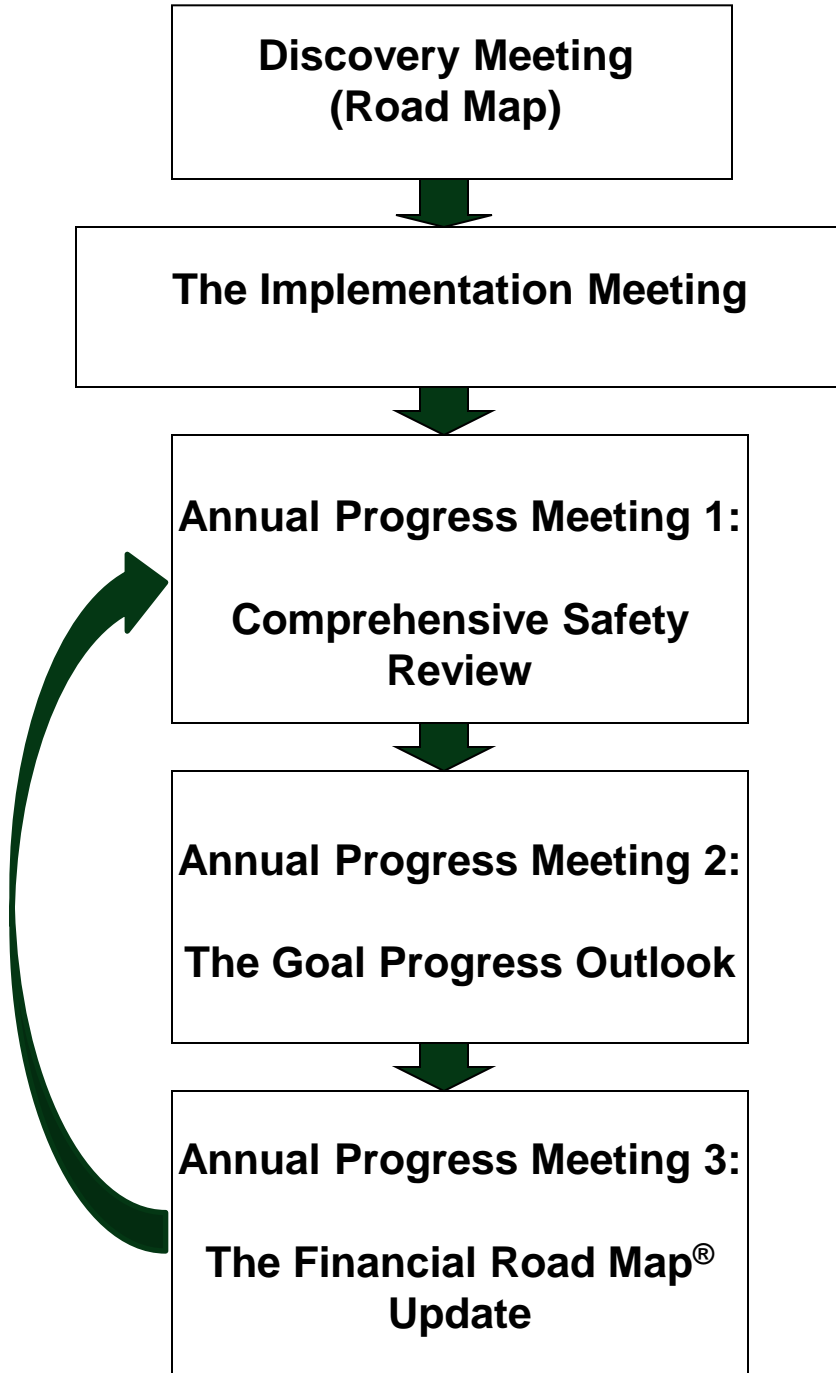 Discovery Meeting
(Road Map)
The Implementation Meeting
Annual Progress Meeting 1:
Comprehensive Safety
Review
Annual Progress Meeting 2:
The Goal Progress Outlook
Annual Progress Meeting 3:
The Financial Road Map®
Update